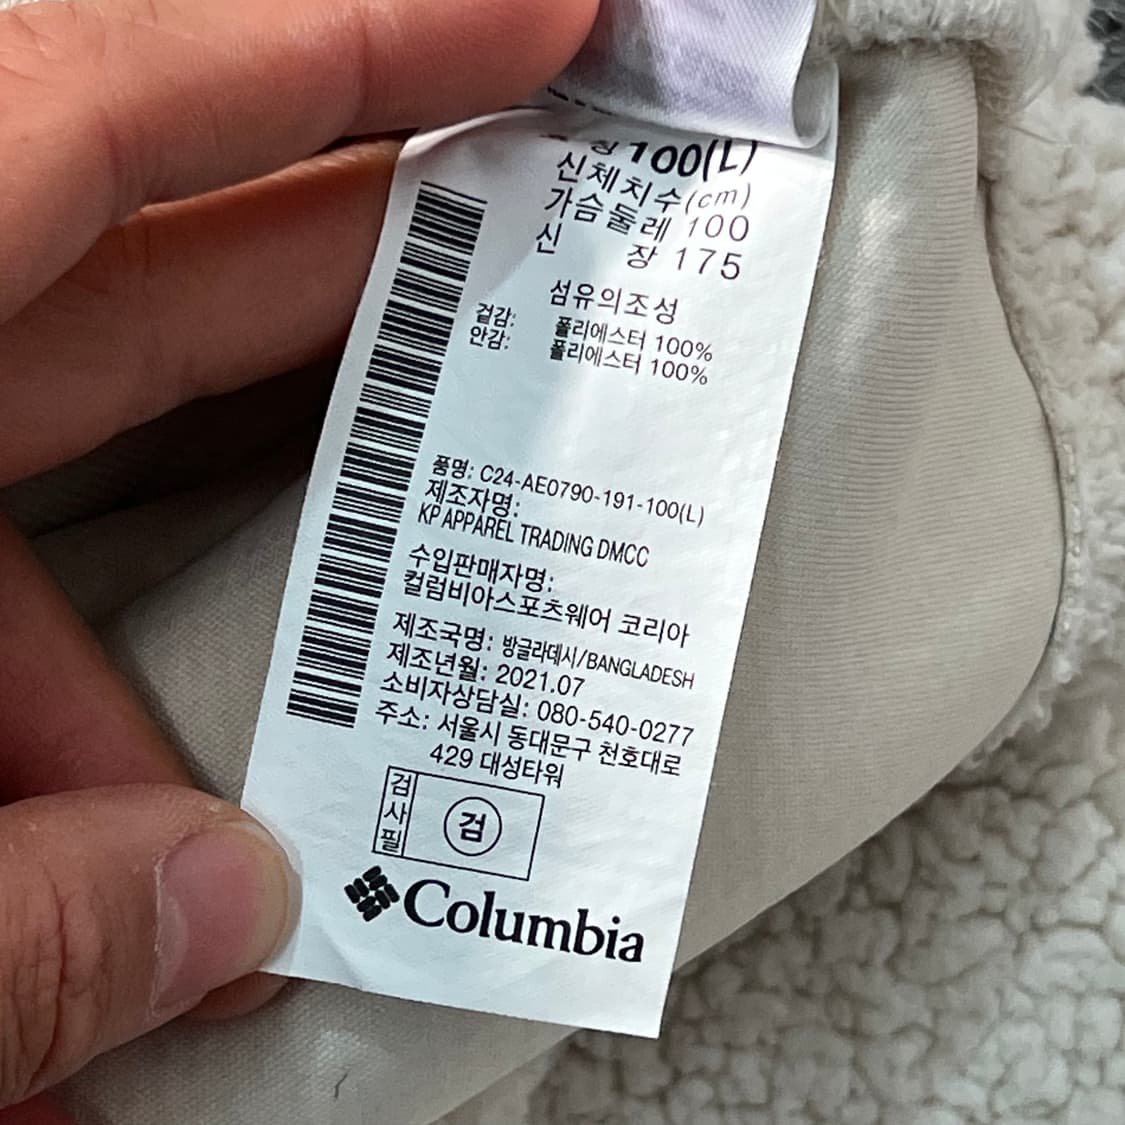 호칭 100(L)
신체치수(cm)
가슴둘레 100
신 장 175
섬유의조성
겉감: 폴리에스터 100%
안감: 폴리에스터 100%
품명: C24-AE0790-191-100(L)
제조자명:
KP APPAREL TRADING DMCC
수입판매자명:
컬럼비아스포츠웨어 코리아
제조국명: 방글라데시/BANGLADESH
제조년월: 2021.07
소비자상담실: 080-540-0277
주소: 서울시 동대문구 천호대로
429 대성타워
검사필
검
Columbia